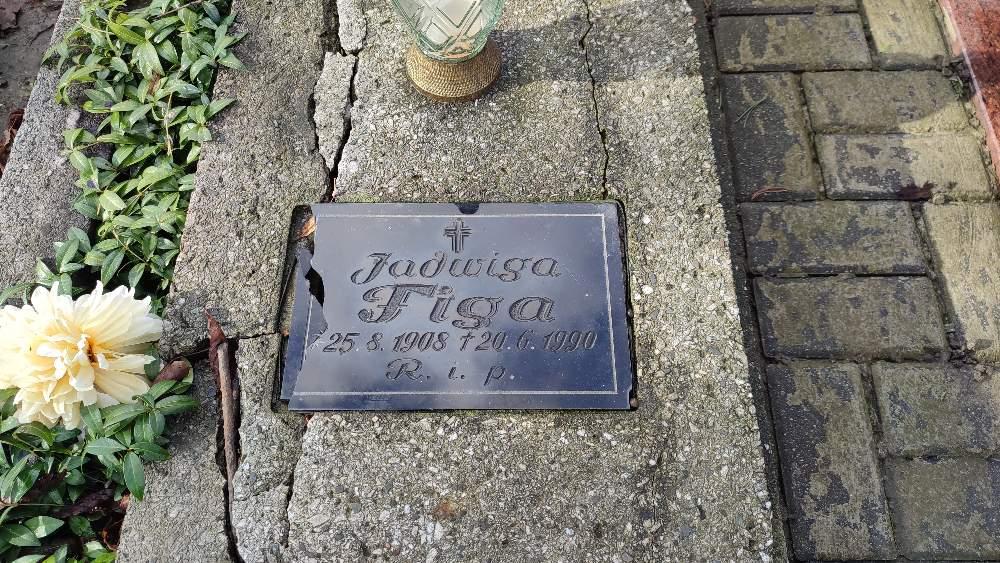 Jadwiga
Figa
* 25. 8. 1908 † 20. 6. 1990
R. i. p.